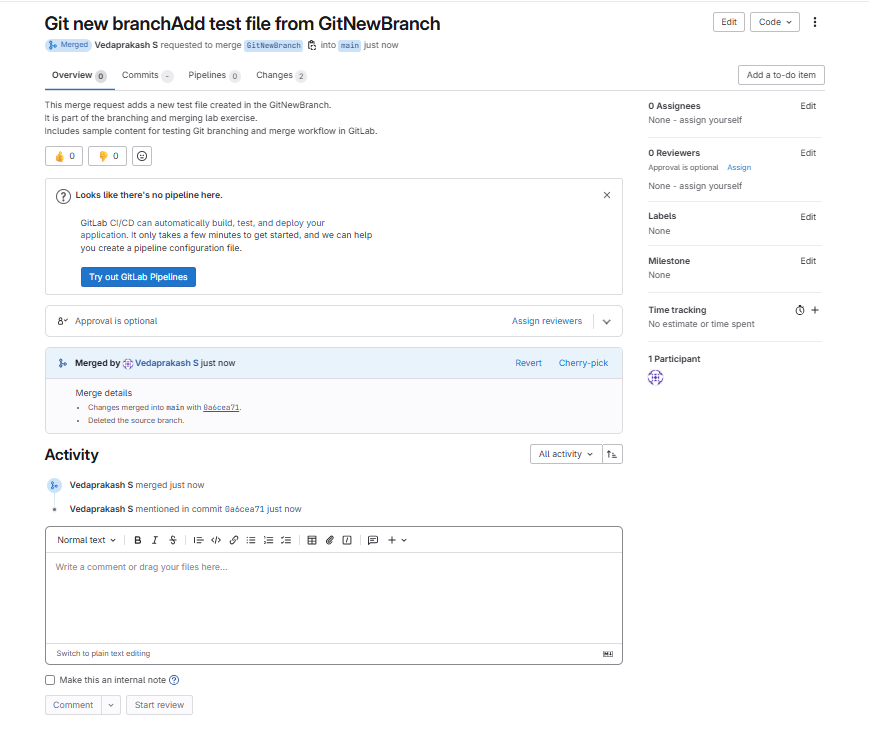 Git new branchAdd test file from GitNewBranch
Edit
Code
Merged Vedaprakash S requested to merge GitNewBranch into main just now
Overview 0 Commits - Pipelines 0 Changes 2
Add a to-do item
This merge request adds a new test file created in the GitNewBranch.
It is part of the branching and merging lab exercise.
Includes sample content for testing Git branching and merge workflow in GitLab.
0 0
Looks like there's no pipeline here.
GitLab CI/CD can automatically build, test, and deploy your
application. It only takes a few minutes to get started, and we can help
you create a pipeline configuration file.
Try out GitLab Pipelines
Approval is optional
Assign reviewers
Merged by Vedaprakash S just now
Revert
Cherry-pick
Merge details
• Changes merged into main with 0a6cea71.
• Deleted the source branch.
Activity
All activity
Vedaprakash S merged just now
Vedaprakash S mentioned in commit 0a6cea71 just now
Normal text B I S
Write a comment or drag your files here...
Switch to plain text editing
Make this an internal note ?
Comment
Start review
0 Assignees
Edit
None - assign yourself
0 Reviewers
Edit
Approval is optional Assign
None - assign yourself
Labels
Edit
None
Milestone
Edit
None
Time tracking
No estimate or time spent
1 Participant